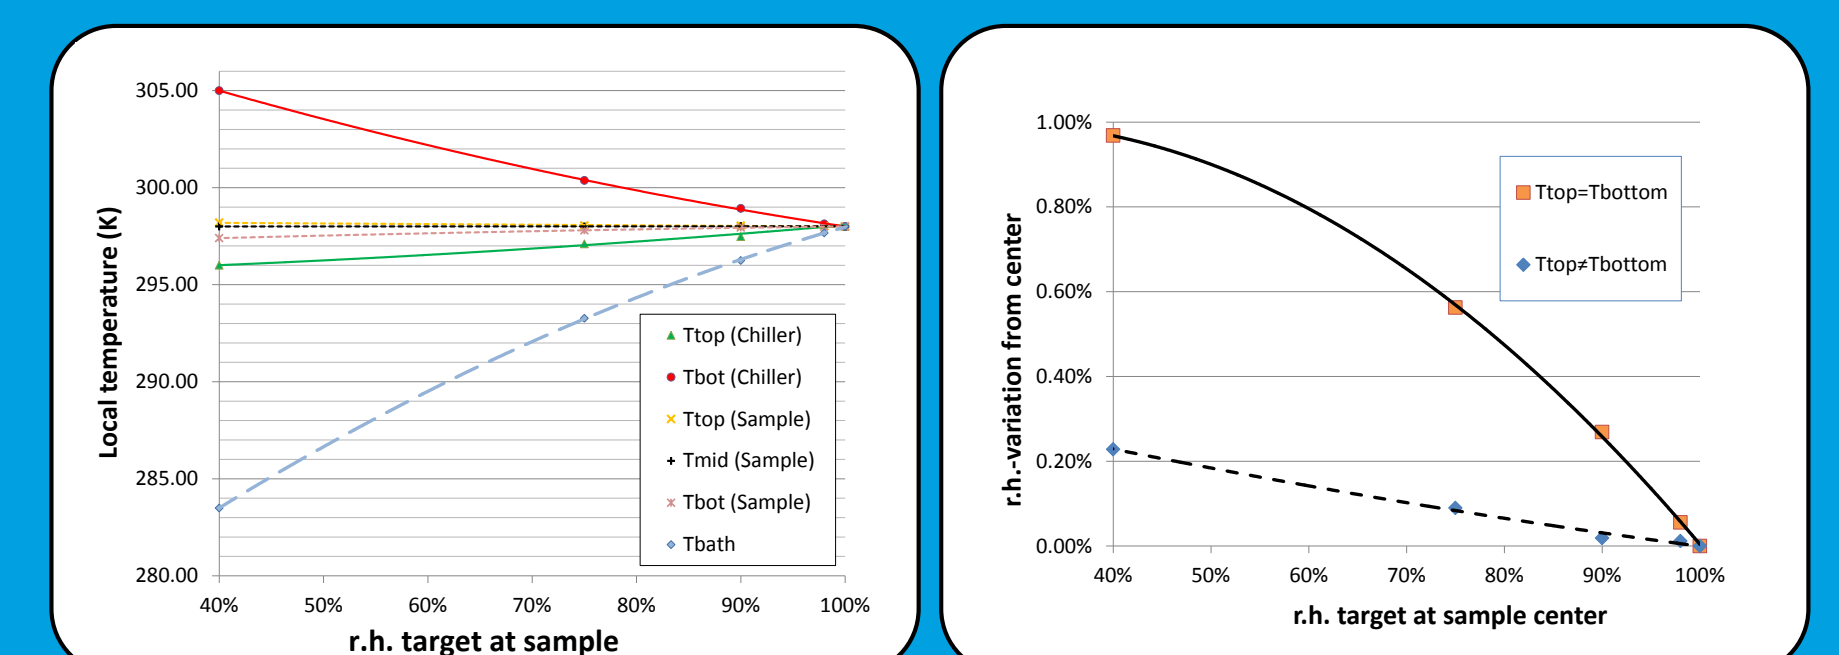 305.00
300.00
295.00
290.00
285.00
280.00
Local temperature (K)
40% 50% 60% 70% 80% 90% 100%
r.h. target at sample
Ttop (Chiller)
Tbot (Chiller)
Ttop (Sample)
Tmid (Sample)
Tbot (Sample)
Tbath
1.00%
0.80%
0.60%
0.40%
0.20%
0.00%
r.h.-variation from center
40% 50% 60% 70% 80% 90% 100%
r.h. target at sample center
Ttop=Tbottom
Ttop≠Tbottom